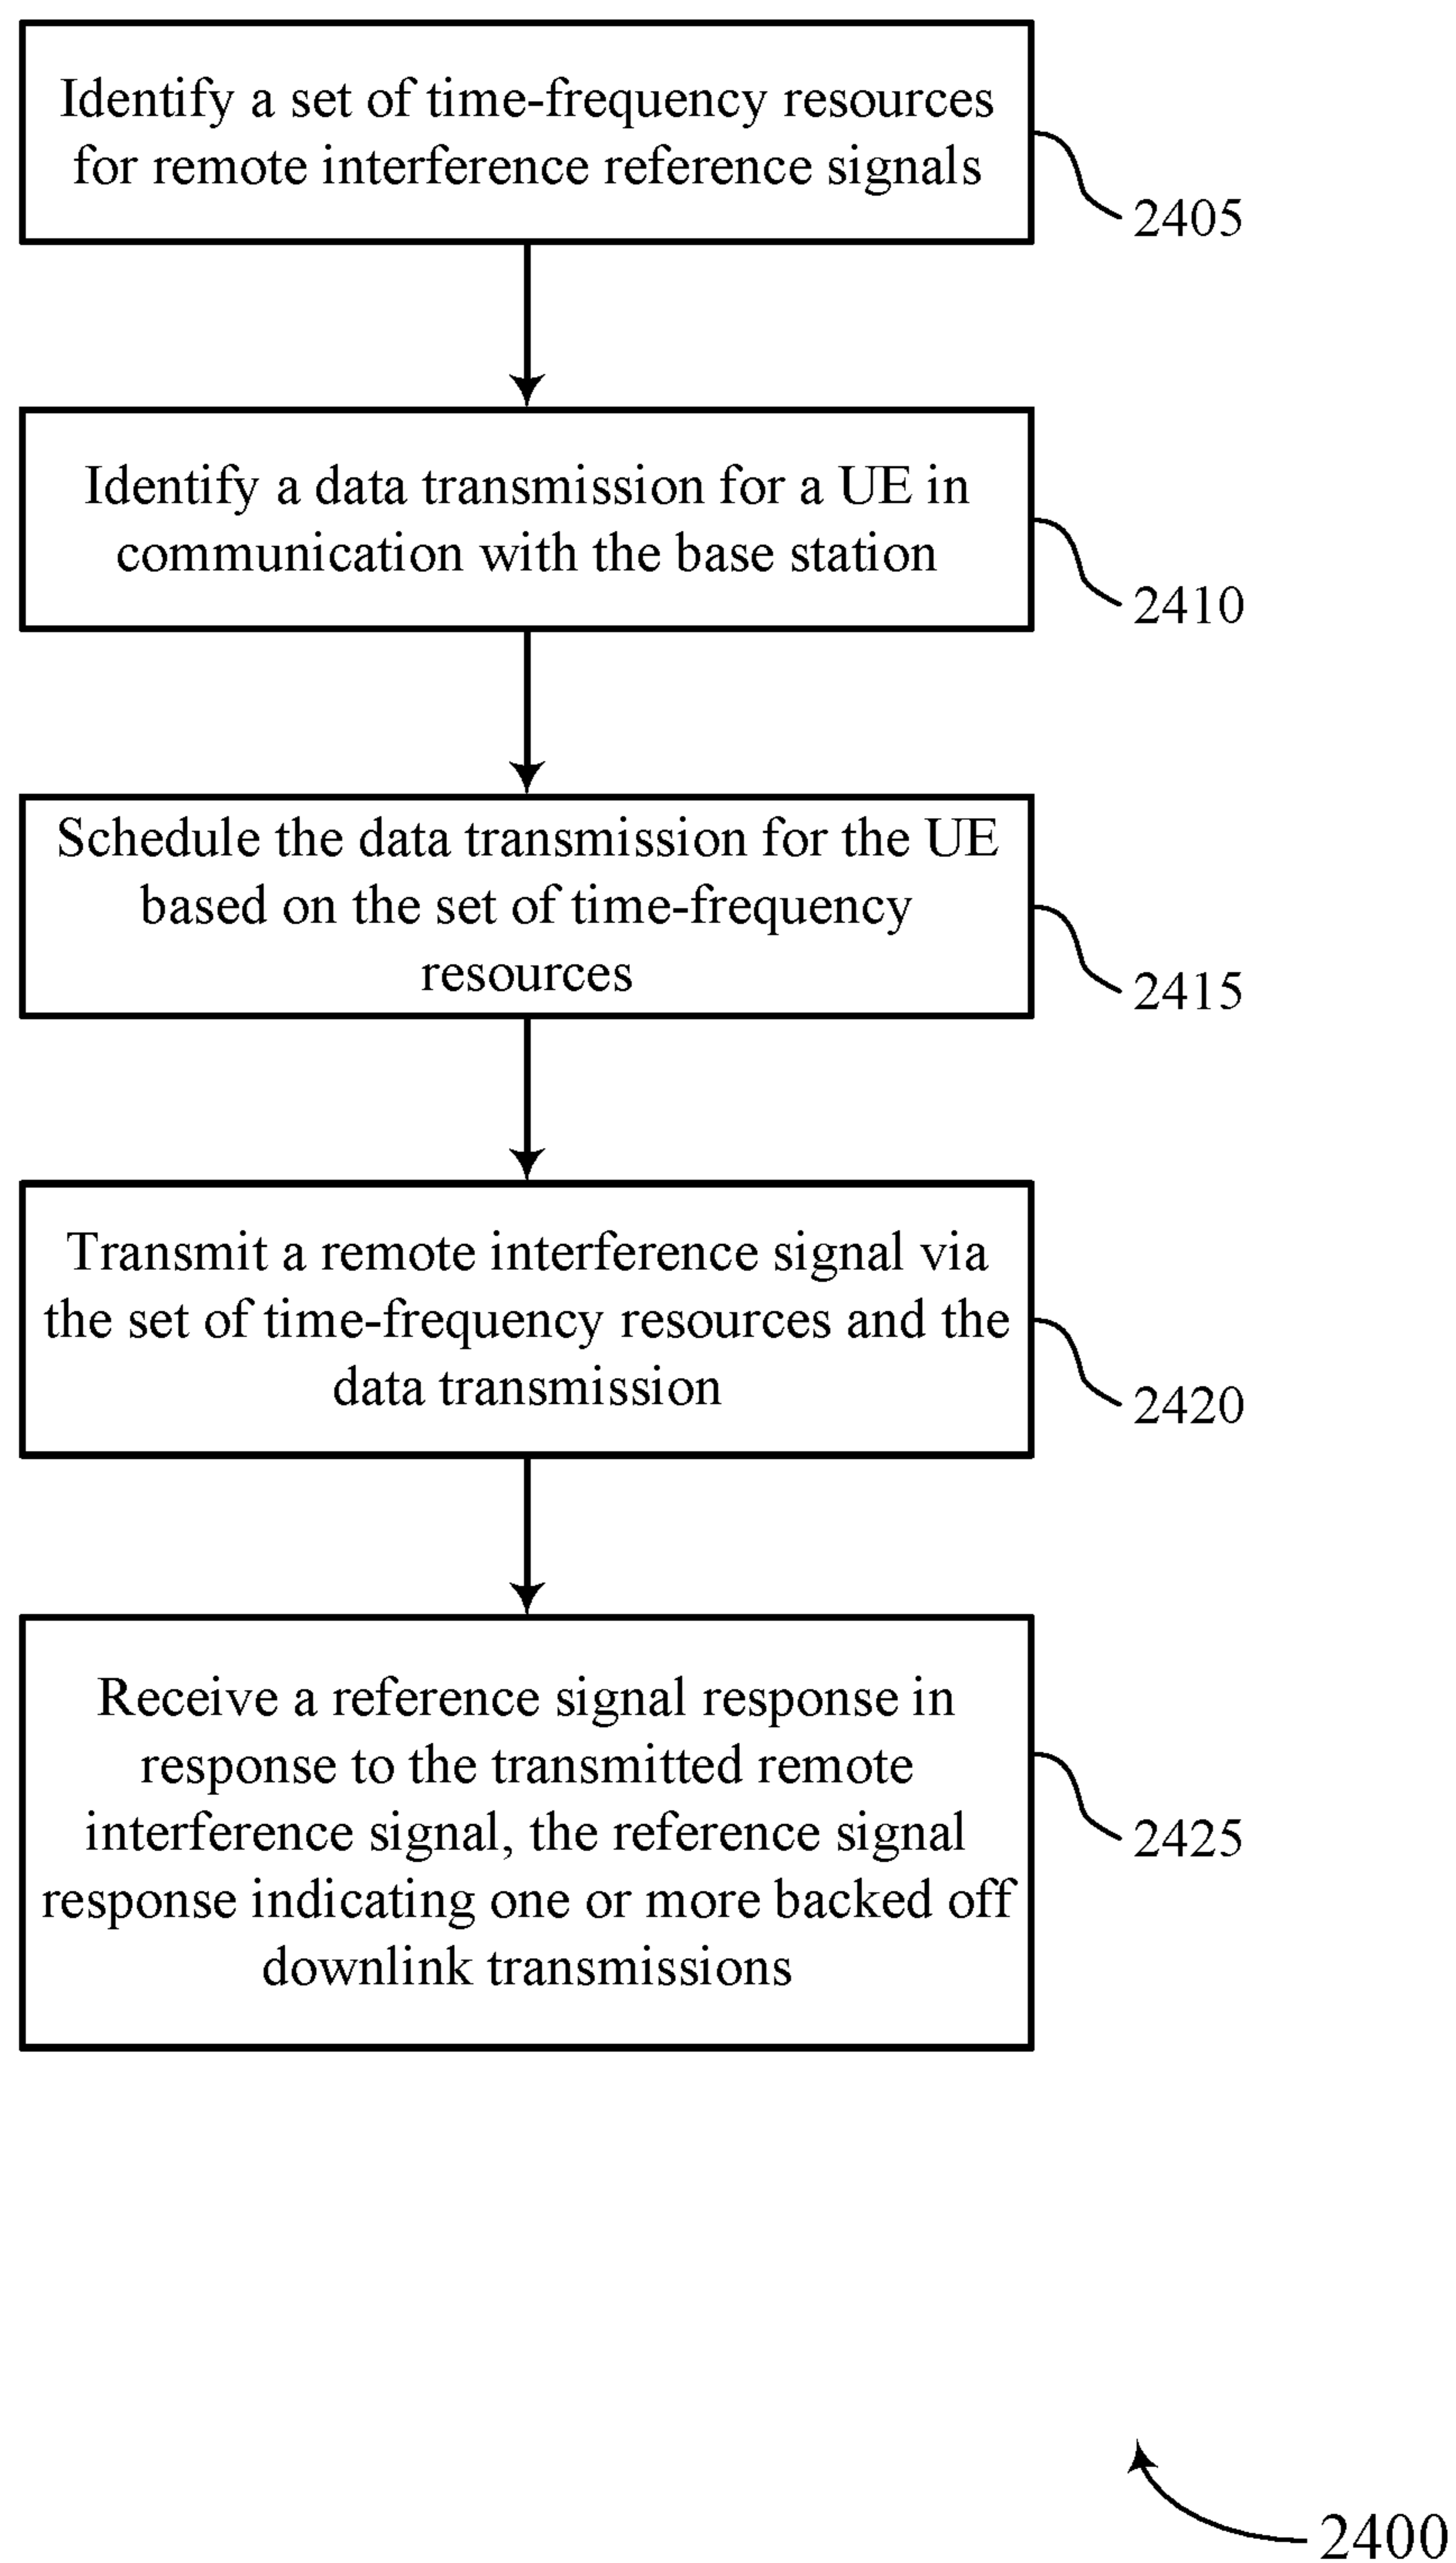 Identify a set of time-frequency resources
for remote interference reference signals
2405
Identify a data transmission for a UE in
communication with the base station
2410
Schedule the data transmission for the UE
based on the set of time-frequency
resources
2415
Transmit a remote interference signal via
the set of time-frequency resources and the
data transmission
2420
Receive a reference signal response in
response to the transmitted remote
interference signal, the reference signal
response indicating one or more backed off
downlink transmissions
2425
2400